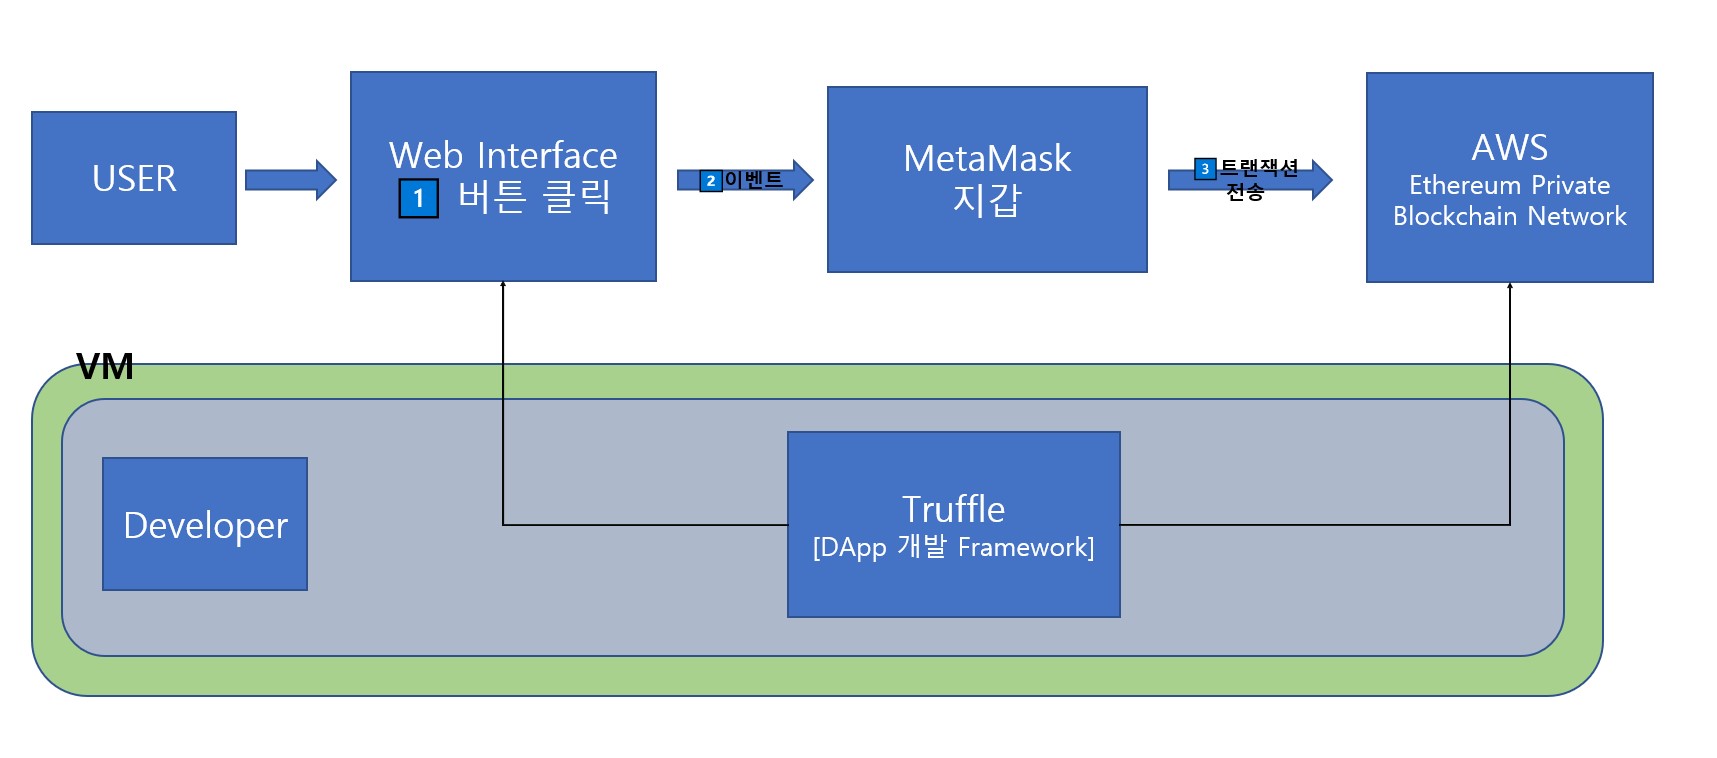 USER
Web Interface
1 버튼 클릭
2 이벤트
MetaMask
지갑
3 트랜잭션
전송
AWS
Ethereum Private
Blockchain Network
VM
Developer
Truffle
[DApp 개발 Framework]